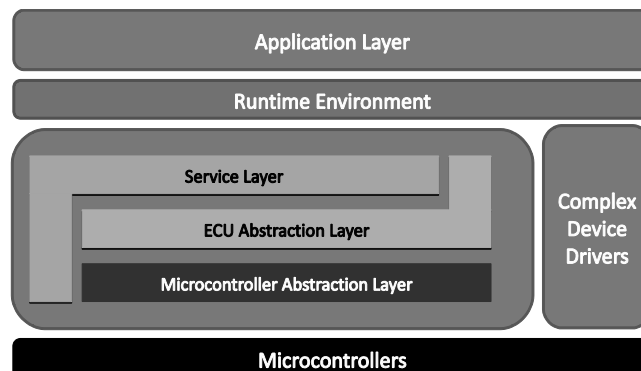 Application Layer
Runtime Environment
Service Layer
ECU Abstraction Layer
Microcontroller Abstraction Layer
Complex
Device
Drivers
Microcontrollers